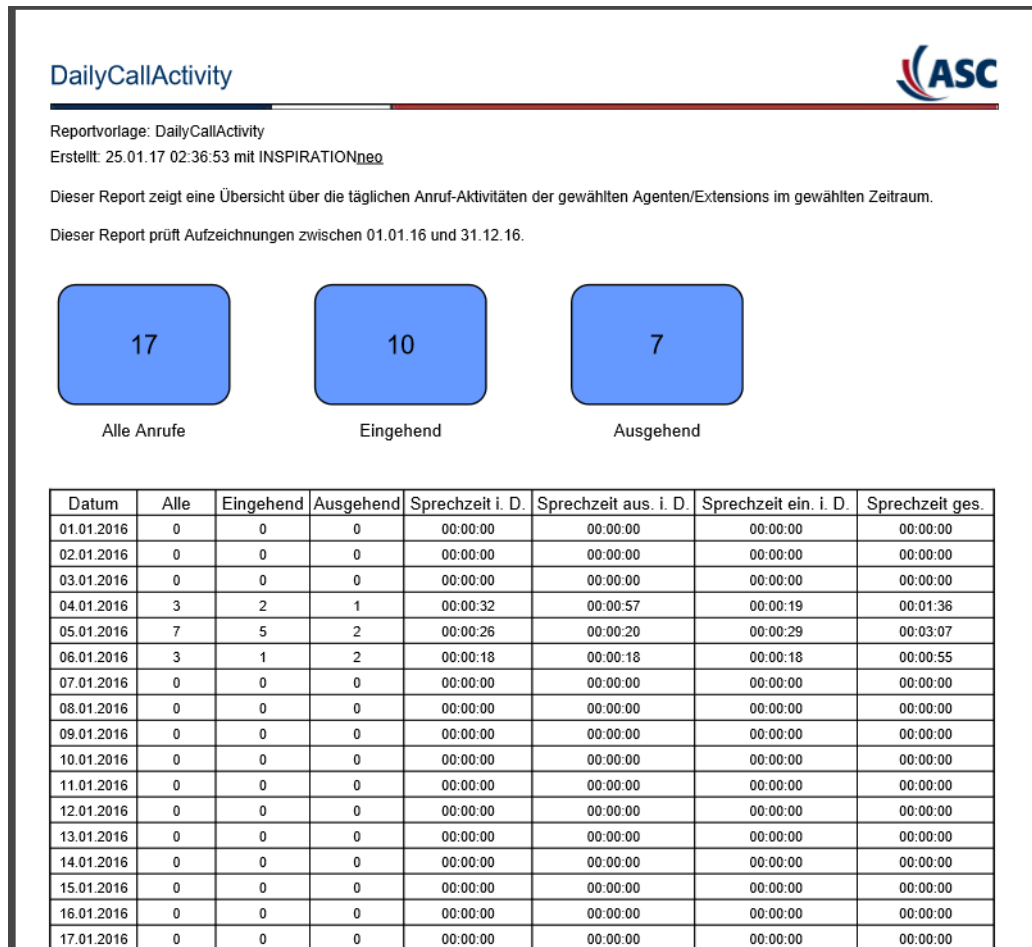 DailyCallActivity
ASC
Reportvorlage: DailyCallActivity
Erstellt: 25.01.17 02:36:53 mit INSPIRATIONneo
Dieser Report zeigt eine Übersicht über die täglichen Anruf-Aktivitäten der gewählten Agenten/Extensions im gewählten Zeitraum.
Dieser Report prüft Aufzeichnungen zwischen 01.01.16 und 31.12.16.
17 10 7
Alle Anrufe Eingehend Ausgehend
Datum Alle Eingehend Ausgehend Sprechzeit i. D. Sprechzeit aus. i. D. Sprechzeit ein. i. D. Sprechzeit ges.
01.01.2016 0 0 0 00:00:00 00:00:00 00:00:00 00:00:00
02.01.2016 0 0 0 00:00:00 00:00:00 00:00:00 00:00:00
03.01.2016 0 0 0 00:00:00 00:00:00 00:00:00 00:00:00
04.01.2016 3 2 1 00:00:32 00:00:57 00:00:19 00:01:36
05.01.2016 7 5 2 00:00:26 00:00:20 00:00:29 00:03:07
06.01.2016 3 1 2 00:00:18 00:00:18 00:00:18 00:00:55
07.01.2016 0 0 0 00:00:00 00:00:00 00:00:00 00:00:00
08.01.2016 0 0 0 00:00:00 00:00:00 00:00:00 00:00:00
09.01.2016 0 0 0 00:00:00 00:00:00 00:00:00 00:00:00
10.01.2016 0 0 0 00:00:00 00:00:00 00:00:00 00:00:00
11.01.2016 0 0 0 00:00:00 00:00:00 00:00:00 00:00:00
12.01.2016 0 0 0 00:00:00 00:00:00 00:00:00 00:00:00
13.01.2016 0 0 0 00:00:00 00:00:00 00:00:00 00:00:00
14.01.2016 0 0 0 00:00:00 00:00:00 00:00:00 00:00:00
15.01.2016 0 0 0 00:00:00 00:00:00 00:00:00 00:00:00
16.01.2016 0 0 0 00:00:00 00:00:00 00:00:00 00:00:00
17.01.2016 0 0 0 00:00:00 00:00:00 00:00:00 00:00:00